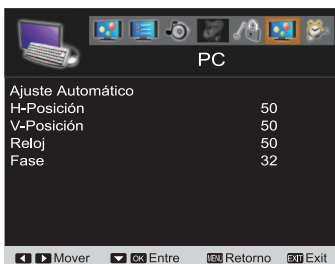 PC
Ajuste Automático
H-Posición 50
V-Posición 50
Reloj 50
Fase 32
Mover OK Entre MENU Retorno EXIT Exit